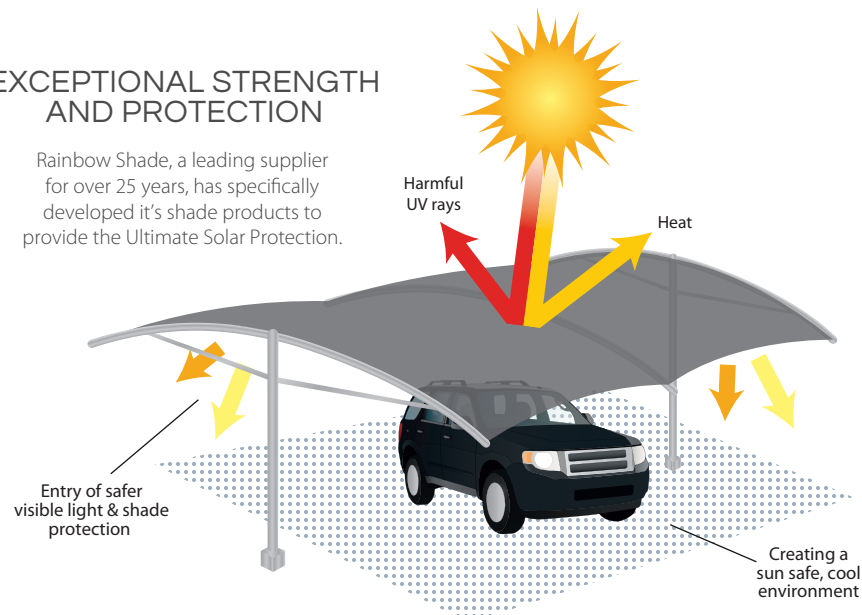 EXCEPTIONAL STRENGTH
AND PROTECTION
Rainbow Shade, a leading supplier
for over 25 years, has specifically
developed it's shade products to
provide the Ultimate Solar Protection.
Harmful
UV rays
Heat
Entry of safer
visible light & shade
protection
Creating a
sun safe, cool
environment